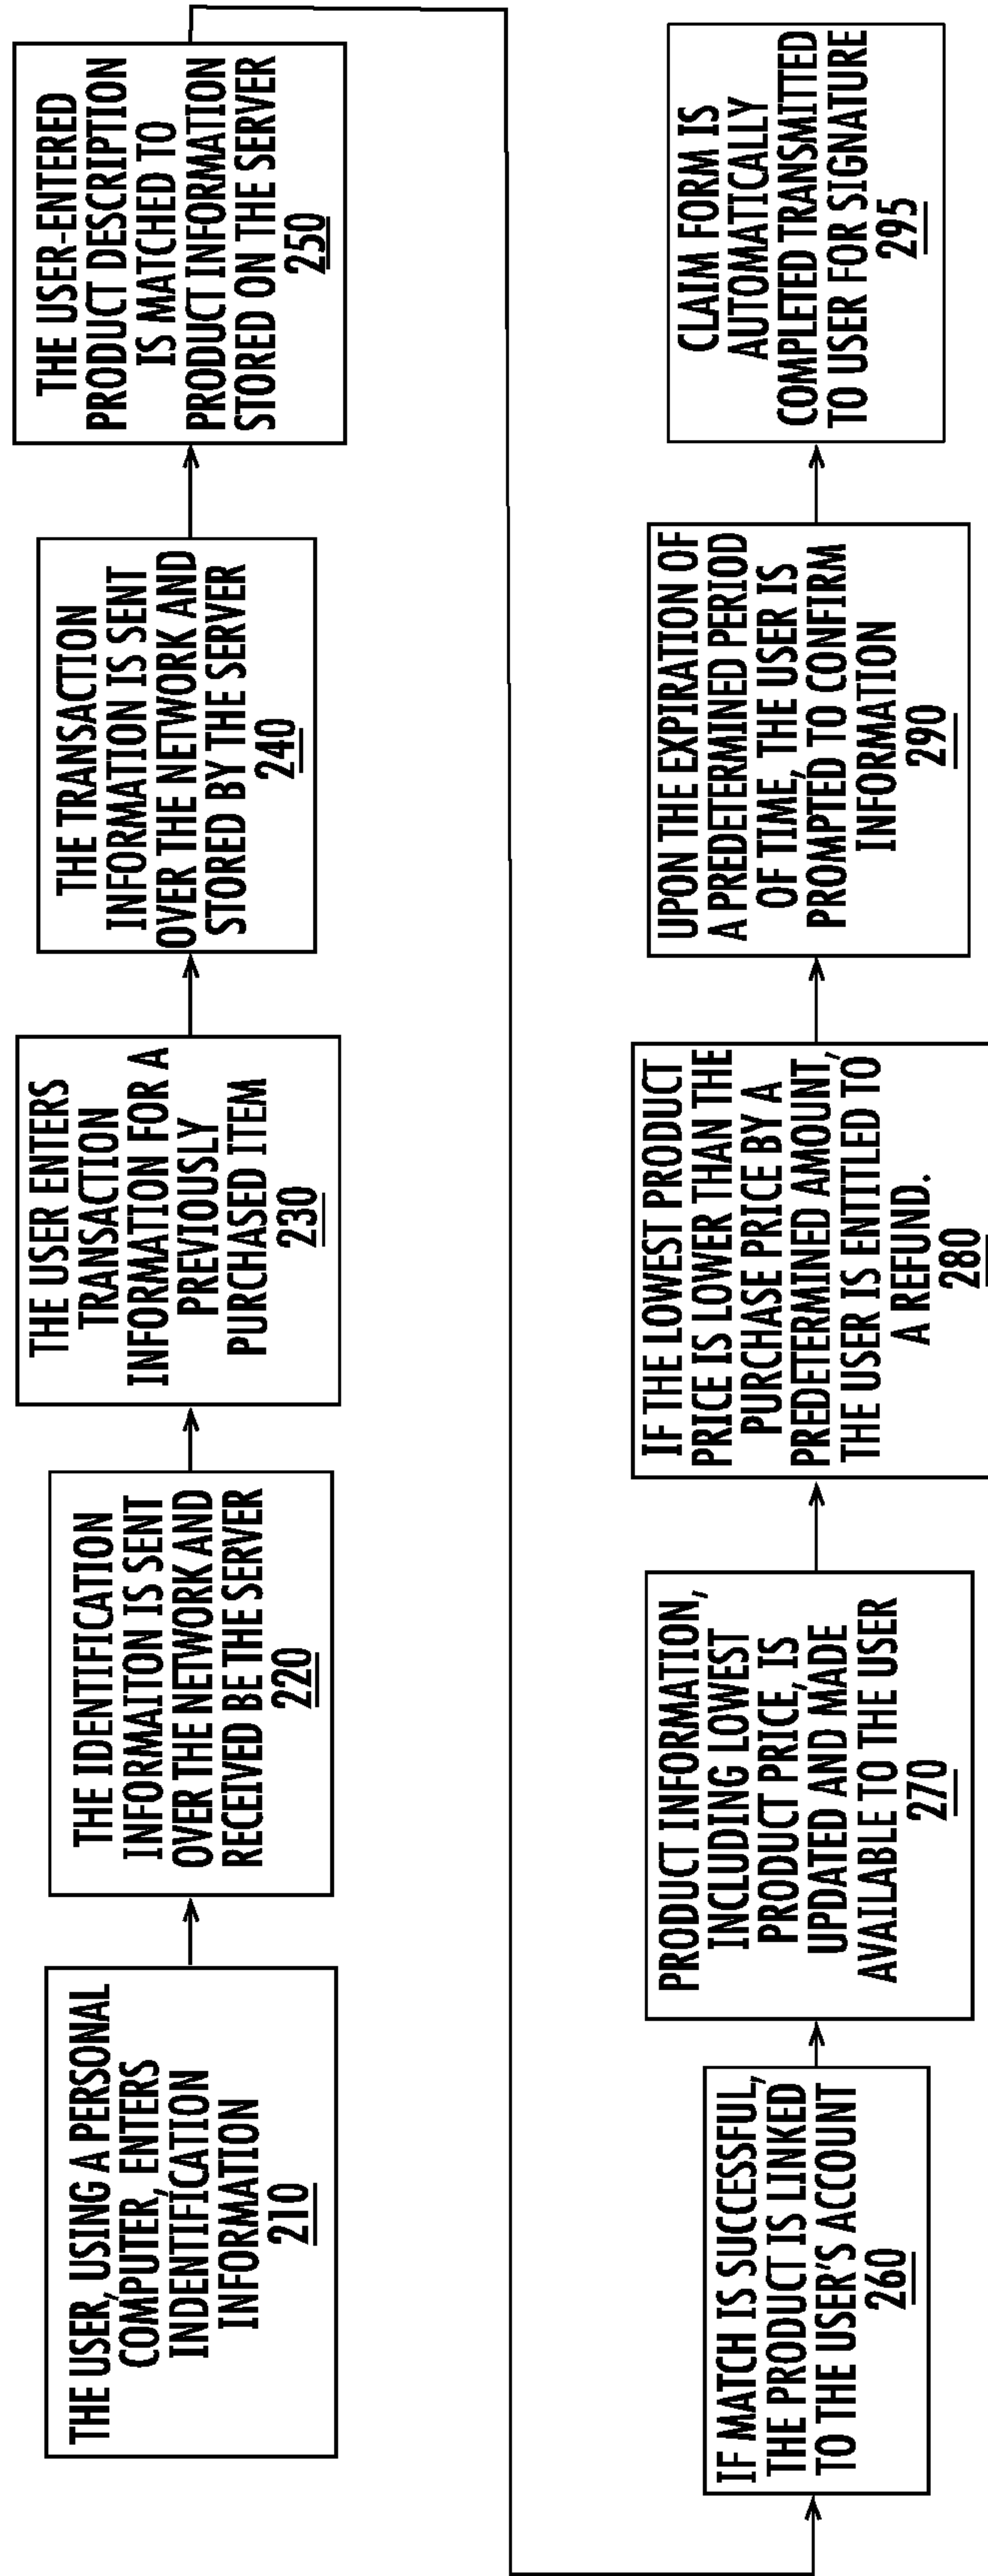 THE USER, USING A PERSONAL
COMPUTER, ENTERS
INDENTIFICATION
INFORMATION
210
THE IDENTIFICATION
INFORMAITON IS SENT
OVER THE NETWORK AND
RECEIVED BE THE SERVER
220
THE USER ENTERS
TRANSACTION
INFORMATION FOR A
PREVIOUSLY
PURCHASED ITEM
230
THE TRANSACTION
INFORMATION IS SENT
OVER THE NETWORK AND
STORED BY THE SERVER
240
THE USER-ENTERED
PRODUCT DESCRIPTION
IS MATCHED TO
PRODUCT INFORMATION
STORED ON THE SERVER
250
IF MATCH IS SUCCESSFUL,
THE PRODUCT IS LINKED
TO THE USER'S ACCOUNT
260
PRODUCT INFORMATION,
INCLUDING LOWEST
PRODUCT PRICE, IS
UPDATED AND MADE
AVAILABLE TO THE USER
270
IF THE LOWEST PRODUCT
PRICE IS LOWER THAN THE
PURCHASE PRICE BY A
PREDETERMINED AMOUNT,
THE USER IS ENTITLED TO
A REFUND.
280
UPON THE EXPIRATION OF
A PREDETERMINED PERIOD
OF TIME, THE USER IS
PROMPTED TO CONFIRM
INFORMATION
290
CLAIM FORM IS
AUTOMATICALLY
COMPLETED TRANSMITTED
TO USER FOR SIGNATURE
295